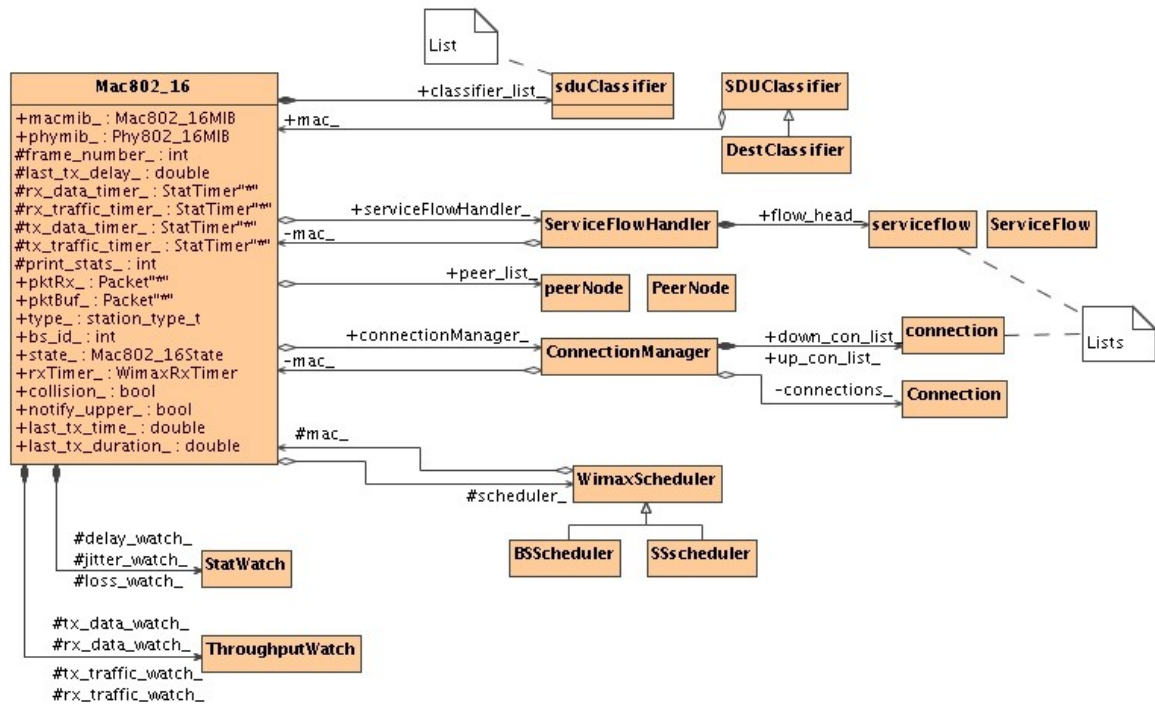 List
Mac802_16
+macmib_ : Mac802_16MIB
+phymib_ : Phy802_16MIB
#frame_number_ : int
#last_tx_delay_ : double
#rx_data_timer_ : StatTimer"*"
#rx_traffic_timer_ : StatTimer"*"
#tx_data_timer_ : StatTimer"*"
#tx_traffic_timer_ : StatTimer"*"
#print_stats_ : int
+pktRx_ : Packet"*"
+pktBuf_ : Packet"*"
+type_ : station_type_t
+bs_id_ : int
+state_ : Mac802_16State
+rxTimer_ : WimaxRxTimer
+collision_ : bool
+notify_upper_ : bool
+last_tx_time_ : double
+last_tx_duration_ : double
+classifier_list_
sduClassifier
SDUClassifier
+mac_
DestClassifier
+serviceFlowHandler_
-mac_
ServiceFlowHandler
+flow_head_
serviceflow
ServiceFlow
+peer_list_
peerNode
PeerNode
+connectionManager_
-mac_
ConnectionManager
+down_con_list_
+up_con_list_
connection
Lists
-connections_
Connection
#mac_
#scheduler_
WimaxScheduler
BSScheduler
SSscheduler
#delay_watch_
#jitter_watch_
#loss_watch_
StatWatch
#tx_data_watch_
#rx_data_watch_
#tx_traffic_watch_
#rx_traffic_watch_
ThroughputWatch